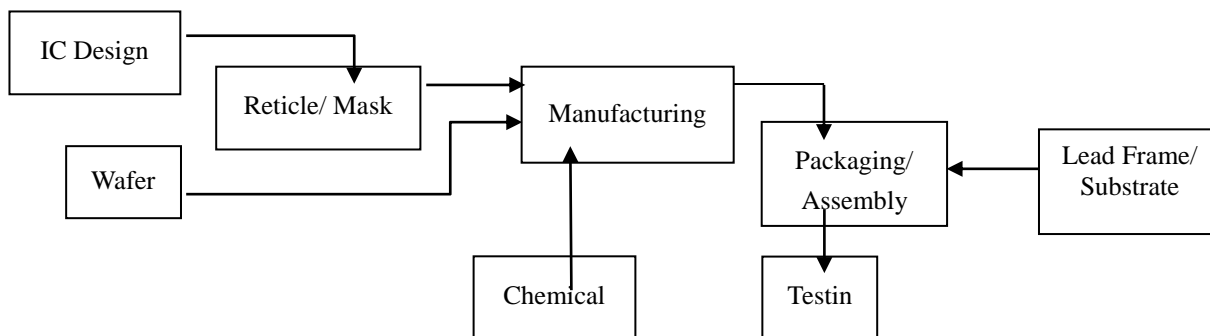 IC Design
Reticle/ Mask
Wafer
Manufacturing
Chemical
Packaging/
Assembly
Lead Frame/
Substrate
Testin